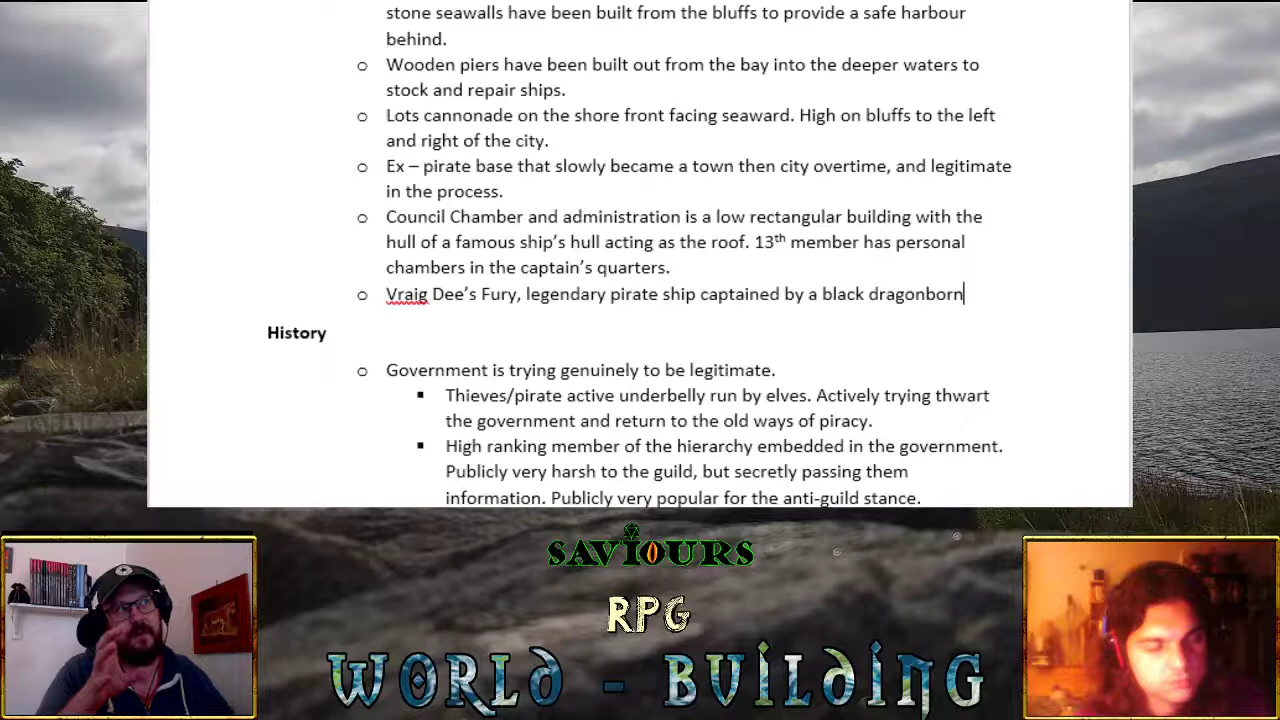 stone seawalls have been built from the bluffs to provide a safe harbour
behind.
o Wooden piers have been built out from the bay into the deeper waters to
stock and repair ships.
o Lots cannonade on the shore front facing seaward. High on bluffs to the left
and right of the city.
o Ex – pirate base that slowly became a town then city overtime, and legitimate
in the process.
o Council Chamber and administration is a low rectangular building with the
hull of a famous ship’s hull acting as the roof. 13th member has personal
chambers in the captain’s quarters.
o Vraig Dee’s Fury, legendary pirate ship captained by a black dragonborn
History
o Government is trying genuinely to be legitimate.
▪ Thieves/pirate active underbelly run by elves. Actively trying thwart
the government and return to the old ways of piracy.
▪ High ranking member of the hierarchy embedded in the government.
Publicly very harsh to the guild, but secretly passing them
information. Publicly very popular for the anti-guild stance.
SAVIOURS
RPG
WORLD - BUILDING